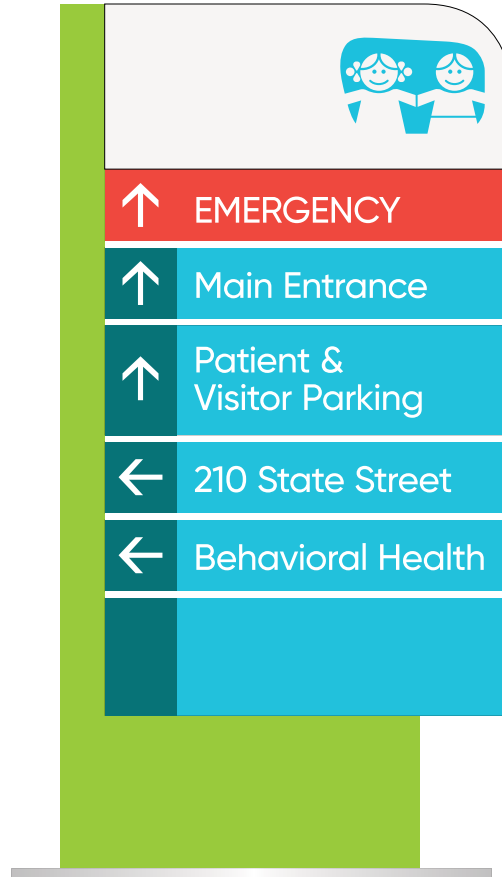 ↑ EMERGENCY
↑ Main Entrance
↑ Patient &
Visitor Parking
← 210 State Street
← Behavioral Health